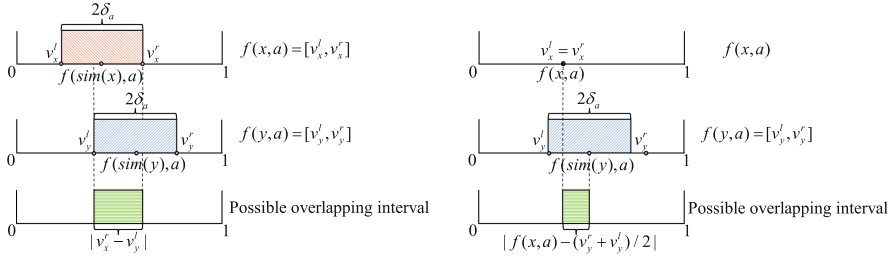 2δ_a
v_x^l v_x^r f(x,a)=[v_x^l,v_x^r]
0 f(sim(x),a) 1
2δ_a
v_y^l v_y^r f(y,a)=[v_y^l,v_y^r]
0 f(sim(y),a) 1
Possible overlapping interval
0 1
|v_x^r − v_y^l|
v_x^l = v_x^r f(x,a)
0 f(x,a) 1
2δ_a
v_y^l v_y^r f(y,a)=[v_y^l,v_y^r]
0 f(sim(y),a) 1
Possible overlapping interval
0 1
|f(x,a)−(v_y^r+v_y^l)/2|